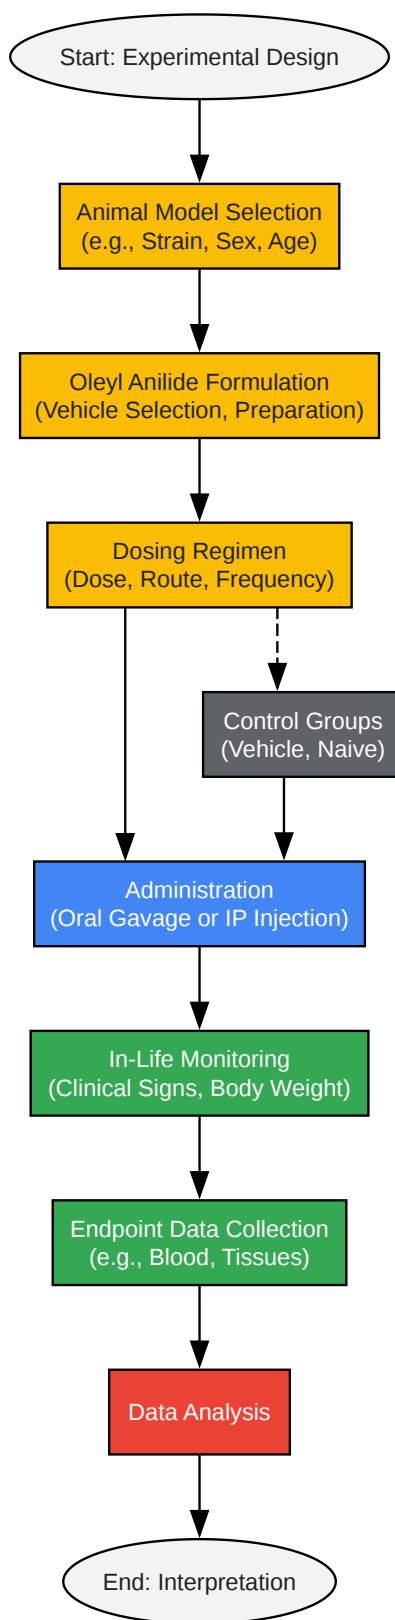 Start: Experimental Design
Animal Model Selection
(e.g., Strain, Sex, Age)
Oleyl Anilide Formulation
(Vehicle Selection, Preparation)
Dosing Regimen
(Dose, Route, Frequency)
Control Groups
(Vehicle, Naive)
Administration
(Oral Gavage or IP Injection)
In-Life Monitoring
(Clinical Signs, Body Weight)
Endpoint Data Collection
(e.g., Blood, Tissues)
Data Analysis
End: Interpretation